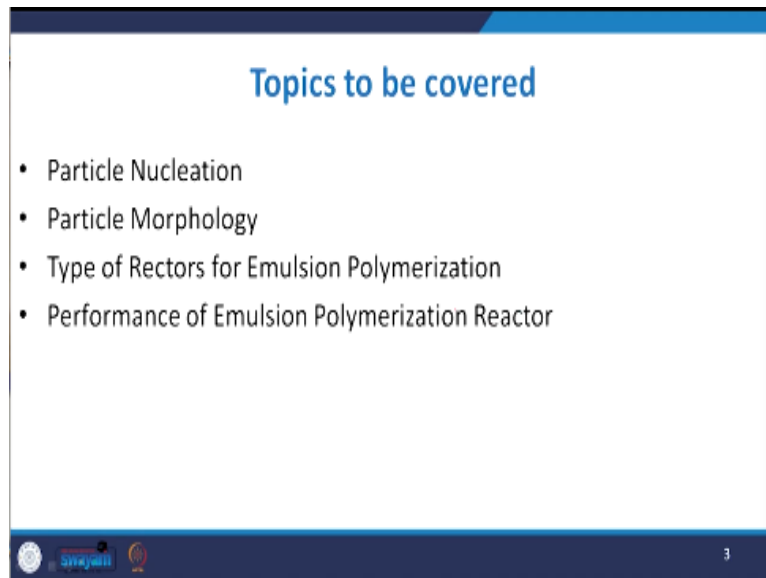 Topics to be covered
• Particle Nucleation
• Particle Morphology
• Type of Rectors for Emulsion Polymerization
• Performance of Emulsion Polymerization Reactor
swayam
3